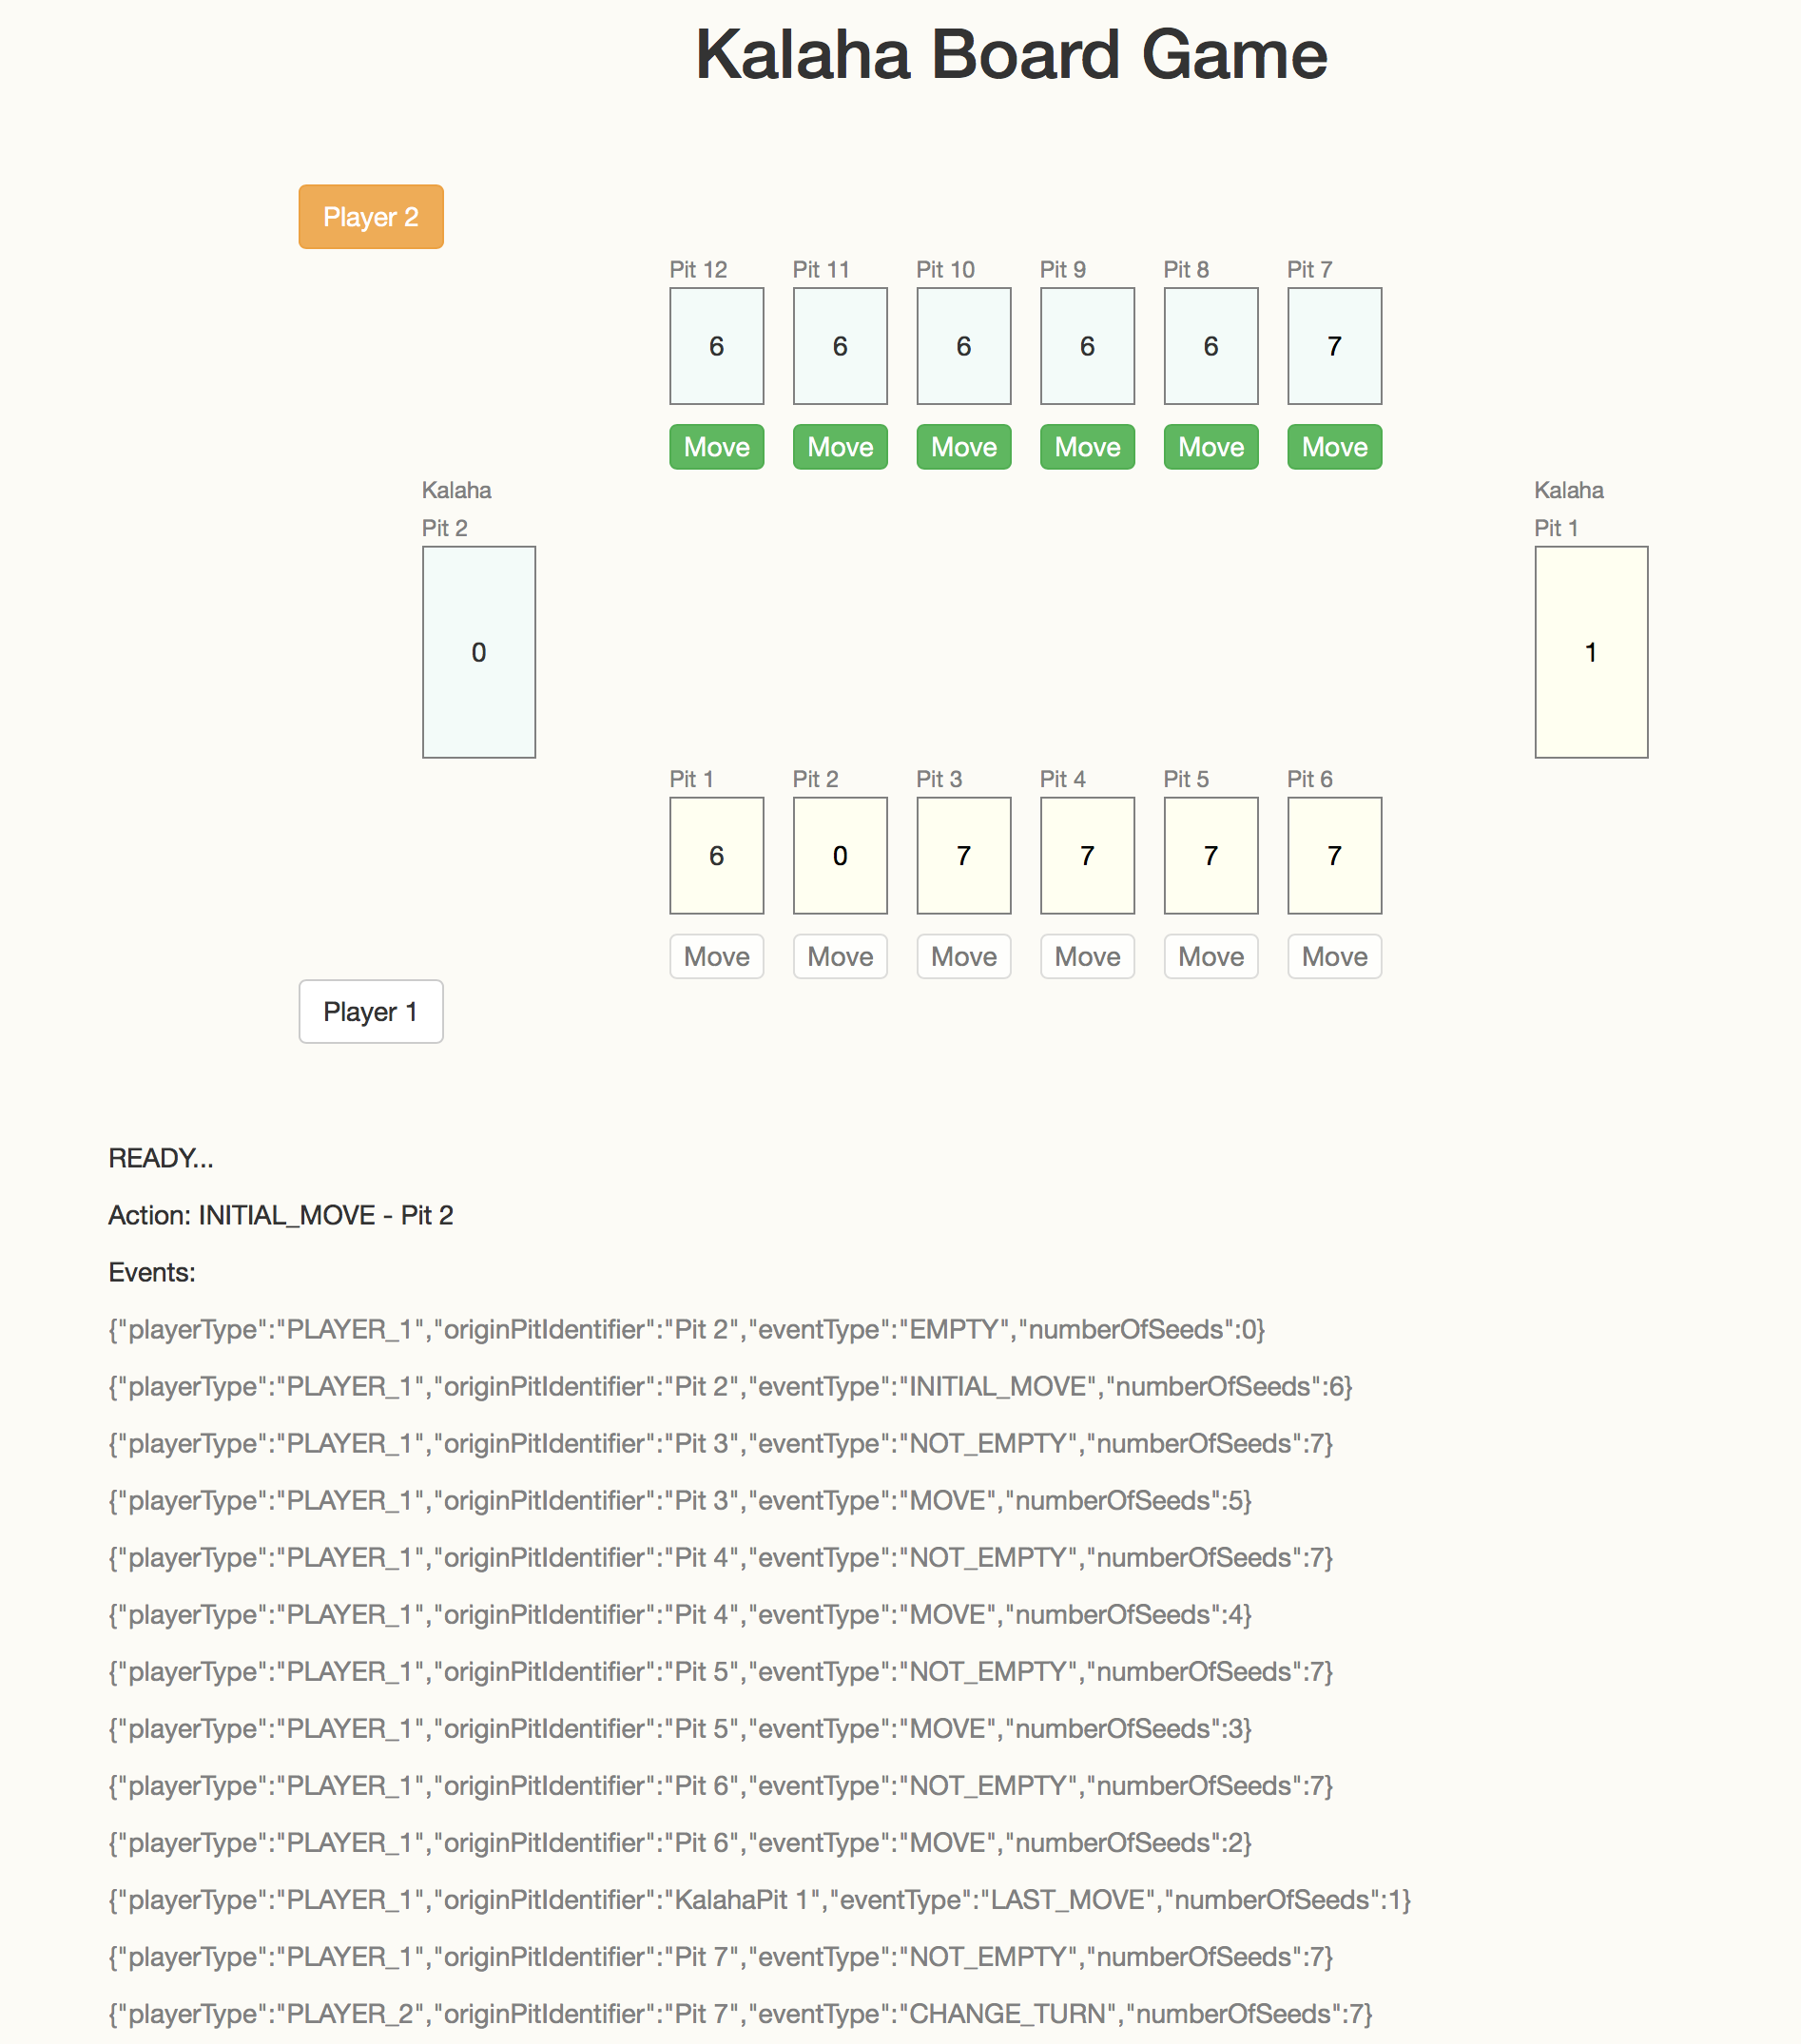 Kalaha Board Game
Player 2
Pit 12 Pit 11 Pit 10 Pit 9 Pit 8 Pit 7
6 6 6 6 6 7
Move Move Move Move Move Move
Kalaha Kalaha
Pit 2 Pit 1
0 1
Pit 1 Pit 2 Pit 3 Pit 4 Pit 5 Pit 6
6 0 7 7 7 7
Move Move Move Move Move Move
Player 1
READY...
Action: INITIAL_MOVE - Pit 2
Events:
{"playerType":"PLAYER_1","originPitIdentifier":"Pit 2","eventType":"EMPTY","numberOfSeeds":0}
{"playerType":"PLAYER_1","originPitIdentifier":"Pit 2","eventType":"INITIAL_MOVE","numberOfSeeds":6}
{"playerType":"PLAYER_1","originPitIdentifier":"Pit 3","eventType":"NOT_EMPTY","numberOfSeeds":7}
{"playerType":"PLAYER_1","originPitIdentifier":"Pit 3","eventType":"MOVE","numberOfSeeds":5}
{"playerType":"PLAYER_1","originPitIdentifier":"Pit 4","eventType":"NOT_EMPTY","numberOfSeeds":7}
{"playerType":"PLAYER_1","originPitIdentifier":"Pit 4","eventType":"MOVE","numberOfSeeds":4}
{"playerType":"PLAYER_1","originPitIdentifier":"Pit 5","eventType":"NOT_EMPTY","numberOfSeeds":7}
{"playerType":"PLAYER_1","originPitIdentifier":"Pit 5","eventType":"MOVE","numberOfSeeds":3}
{"playerType":"PLAYER_1","originPitIdentifier":"Pit 6","eventType":"NOT_EMPTY","numberOfSeeds":7}
{"playerType":"PLAYER_1","originPitIdentifier":"Pit 6","eventType":"MOVE","numberOfSeeds":2}
{"playerType":"PLAYER_1","originPitIdentifier":"KalahaPit 1","eventType":"LAST_MOVE","numberOfSeeds":1}
{"playerType":"PLAYER_1","originPitIdentifier":"Pit 7","eventType":"NOT_EMPTY","numberOfSeeds":7}
{"playerType":"PLAYER_2","originPitIdentifier":"Pit 7","eventType":"CHANGE_TURN","numberOfSeeds":7}